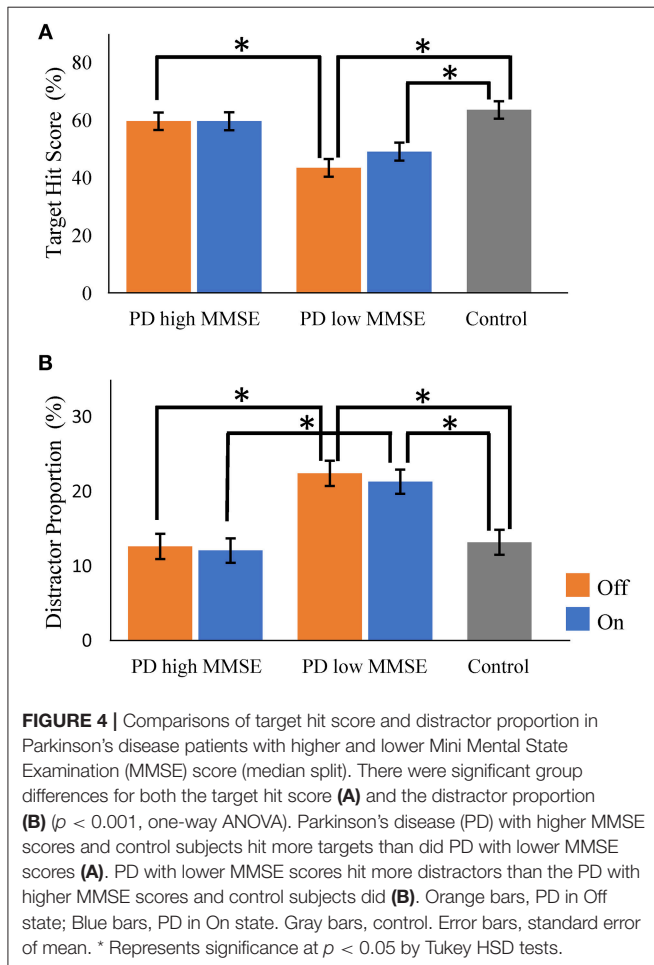 A
*
*
*
80
60
40
20
0
Target Hit Score (%)
PD high MMSE
PD low MMSE
Control
B
*
*
*
*
30
20
10
0
Distractor Proportion (%)
Off
On
PD high MMSE
PD low MMSE
Control
FIGURE 4 | Comparisons of target hit score and distractor proportion in
Parkinson's disease patients with higher and lower Mini Mental State
Examination (MMSE) score (median split). There were significant group
differences for both the target hit score (A) and the distractor proportion
(B) (p < 0.001, one-way ANOVA). Parkinson's disease (PD) with higher MMSE
scores and control subjects hit more targets than did PD with lower MMSE
scores (A). PD with lower MMSE scores hit more distractors than the PD with
higher MMSE scores and control subjects did (B). Orange bars, PD in Off
state; Blue bars, PD in On state. Gray bars, control. Error bars, standard error
of mean. * Represents significance at p < 0.05 by Tukey HSD tests.